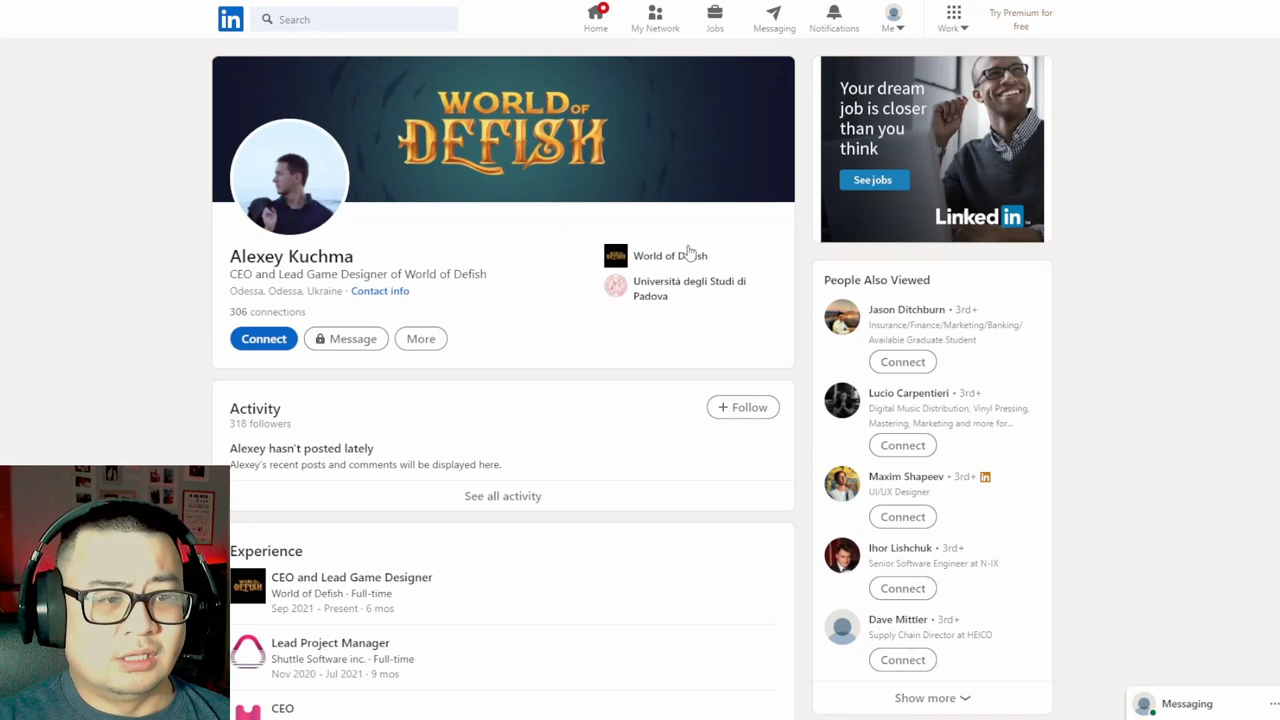 in
Search
Home
My Network
Jobs
Messaging
Notifications
Me
Work
Try Premium for
free
WORLD OF
DEFISH
Alexey Kuchma
CEO and Lead Game Designer of World of Defish
Odessa, Odessa, Ukraine · Contact info
306 connections
Connect
Message
More
World of Defish
Università degli Studi di
Padova
Activity
318 followers
+ Follow
Alexey hasn't posted lately
Alexey's recent posts and comments will be displayed here.
See all activity
Experience
CEO and Lead Game Designer
World of Defish · Full-time
Sep 2021 - Present · 6 mos
Lead Project Manager
Shuttle Software inc. · Full-time
Nov 2020 - Jul 2021 · 9 mos
CEO
Your dream
job is closer
than you
think
See jobs
Linked in
People Also Viewed
Jason Ditchburn • 3rd+
Insurance/Finance/Marketing/Banking/
Available Graduate Student
Connect
Lucio Carpentieri • 3rd+
Digital Music Distribution, Vinyl Pressing,
Mastering, Marketing and more for...
Connect
Maxim Shapeev • 3rd+ in
UI/UX Designer
Connect
Ihor Lishchuk • 3rd+
Senior Software Engineer at N-IX
Connect
Dave Mittler • 3rd+
Supply Chain Director at HEICO
Connect
Show more
Messaging